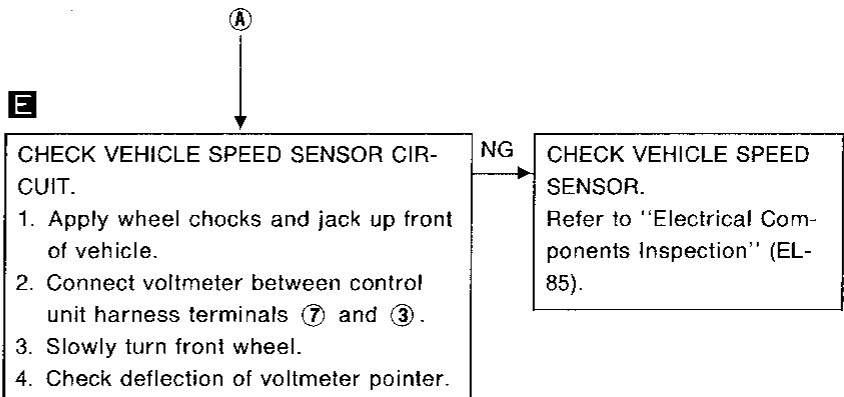 Ⓐ
E
CHECK VEHICLE SPEED SENSOR CIR-
CUIT.
1. Apply wheel chocks and jack up front
of vehicle.
2. Connect voltmeter between control
unit harness terminals ⑦ and ③.
3. Slowly turn front wheel.
4. Check deflection of voltmeter pointer.
NG
CHECK VEHICLE SPEED
SENSOR.
Refer to ''Electrical Com-
ponents Inspection'' (EL-
85).